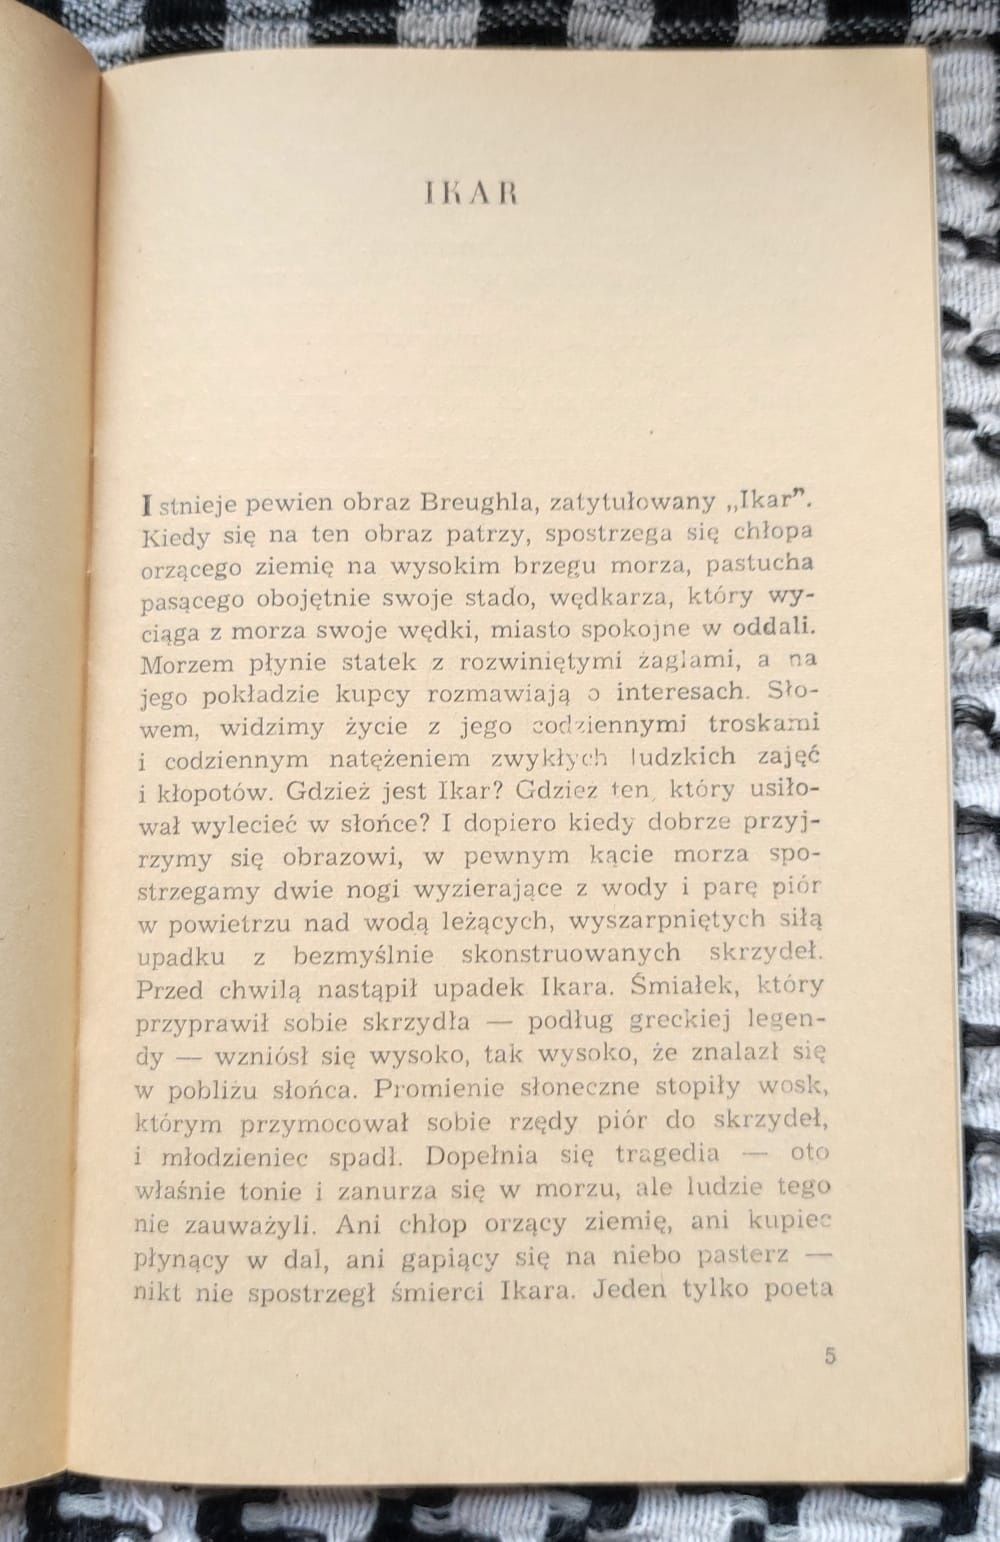 IKAR
Istnieje pewien obraz Breughla, zatytułowany „Ikar”.
Kiedy się na ten obraz patrzy, spostrzega się chłopa
orzącego ziemię na wysokim brzegu morza, pastucha
pasącego obojętnie swoje stado, wędkarza, który wy-
ciąga z morza swoje wędki, miasto spokojne w oddali.
Morzem płynie statek z rozwiniętymi żaglami, a na
jego pokładzie kupcy rozmawiają o interesach. Sło-
wem, widzimy życie z jego codziennymi troskami
i codziennym natężeniem zwykłych ludzkich zajęć
i kłopotów. Gdzież jest Ikar? Gdzież ten, który usiło-
wał wylecieć w słońce? I dopiero kiedy dobrze przyj-
rzymy się obrazowi, w pewnym kącie morza spo-
strzegamy dwie nogi wyzierające z wody i parę piór
w powietrzu nad wodą leżących, wyszarpniętych siłą
upadku z bezmyślnie skonstruowanych skrzydeł.
Przed chwilą nastąpił upadek Ikara. Śmiałek, który
przyprawił sobie skrzydła — podług greckiej legen-
dy — wzniósł się wysoko, tak wysoko, że znalazł się
w pobliżu słońca. Promienie słoneczne stopiły wosk,
którym przymocował sobie rzędy piór do skrzydeł,
i młodzieniec spadł. Dopełnia się tragedia — oto
właśnie tonie i zanurza się w morzu, ale ludzie tego
nie zauważyli. Ani chłop orzący ziemię, ani kupiec
płynący w dal, ani gapiący się na niebo pasterz —
nikt nie spostrzegł śmierci Ikara. Jeden tylko poeta
5